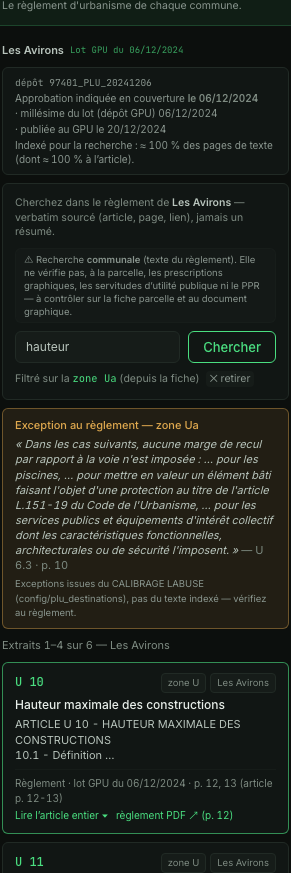 Le règlement d'urbanisme de chaque commune.
Les Avirons Lot GPU du 06/12/2024
dépôt 97401_PLU_20241206
Approbation indiquée en couverture le 06/12/2024
· millésime du lot (dépôt GPU) 06/12/2024
· publiée au GPU le 20/12/2024
Indexé pour la recherche : ≈ 100 % des pages de texte
(dont ≈ 100 % à l'article).
Cherchez dans le règlement de Les Avirons —
verbatim sourcé (article, page, lien), jamais un
résumé.
⚠ Recherche communale (texte du règlement). Elle
ne vérifie pas, à la parcelle, les prescriptions
graphiques, les servitudes d'utilité publique ni le PPR
— à contrôler sur la fiche parcelle et au document
graphique.
hauteur
Chercher
Filtré sur la zone Ua (depuis la fiche) ✕ retirer
Exception au règlement — zone Ua
« Dans les cas suivants, aucune marge de recul
par rapport à la voie n'est imposée : ... pour les
piscines, ... pour mettre en valeur un élément bâti
faisant l'objet d'une protection au titre de l'article
L.151-19 du Code de l'Urbanisme, ... pour les
services publics et équipements d'intérêt collectif
dont les caractéristiques fonctionnelles,
architecturales ou de sécurité l'imposent. » — U
6.3 · p. 10
Exceptions issues du CALIBRAGE LABUSE
(config/plu_destinations), pas du texte indexé — vérifiez
au règlement.
Extraits 1–4 sur 6 — Les Avirons
U 10 zone U Les Avirons
Hauteur maximale des constructions
ARTICLE U 10 - HAUTEUR MAXIMALE DES
CONSTRUCTIONS
10.1 - Définition ...
Règlement · lot GPU du 06/12/2024 · p. 12, 13 (article
p. 12-13)
Lire l'article entier ▾ règlement PDF ↗ (p. 12)
U 11 zone U Les Avirons